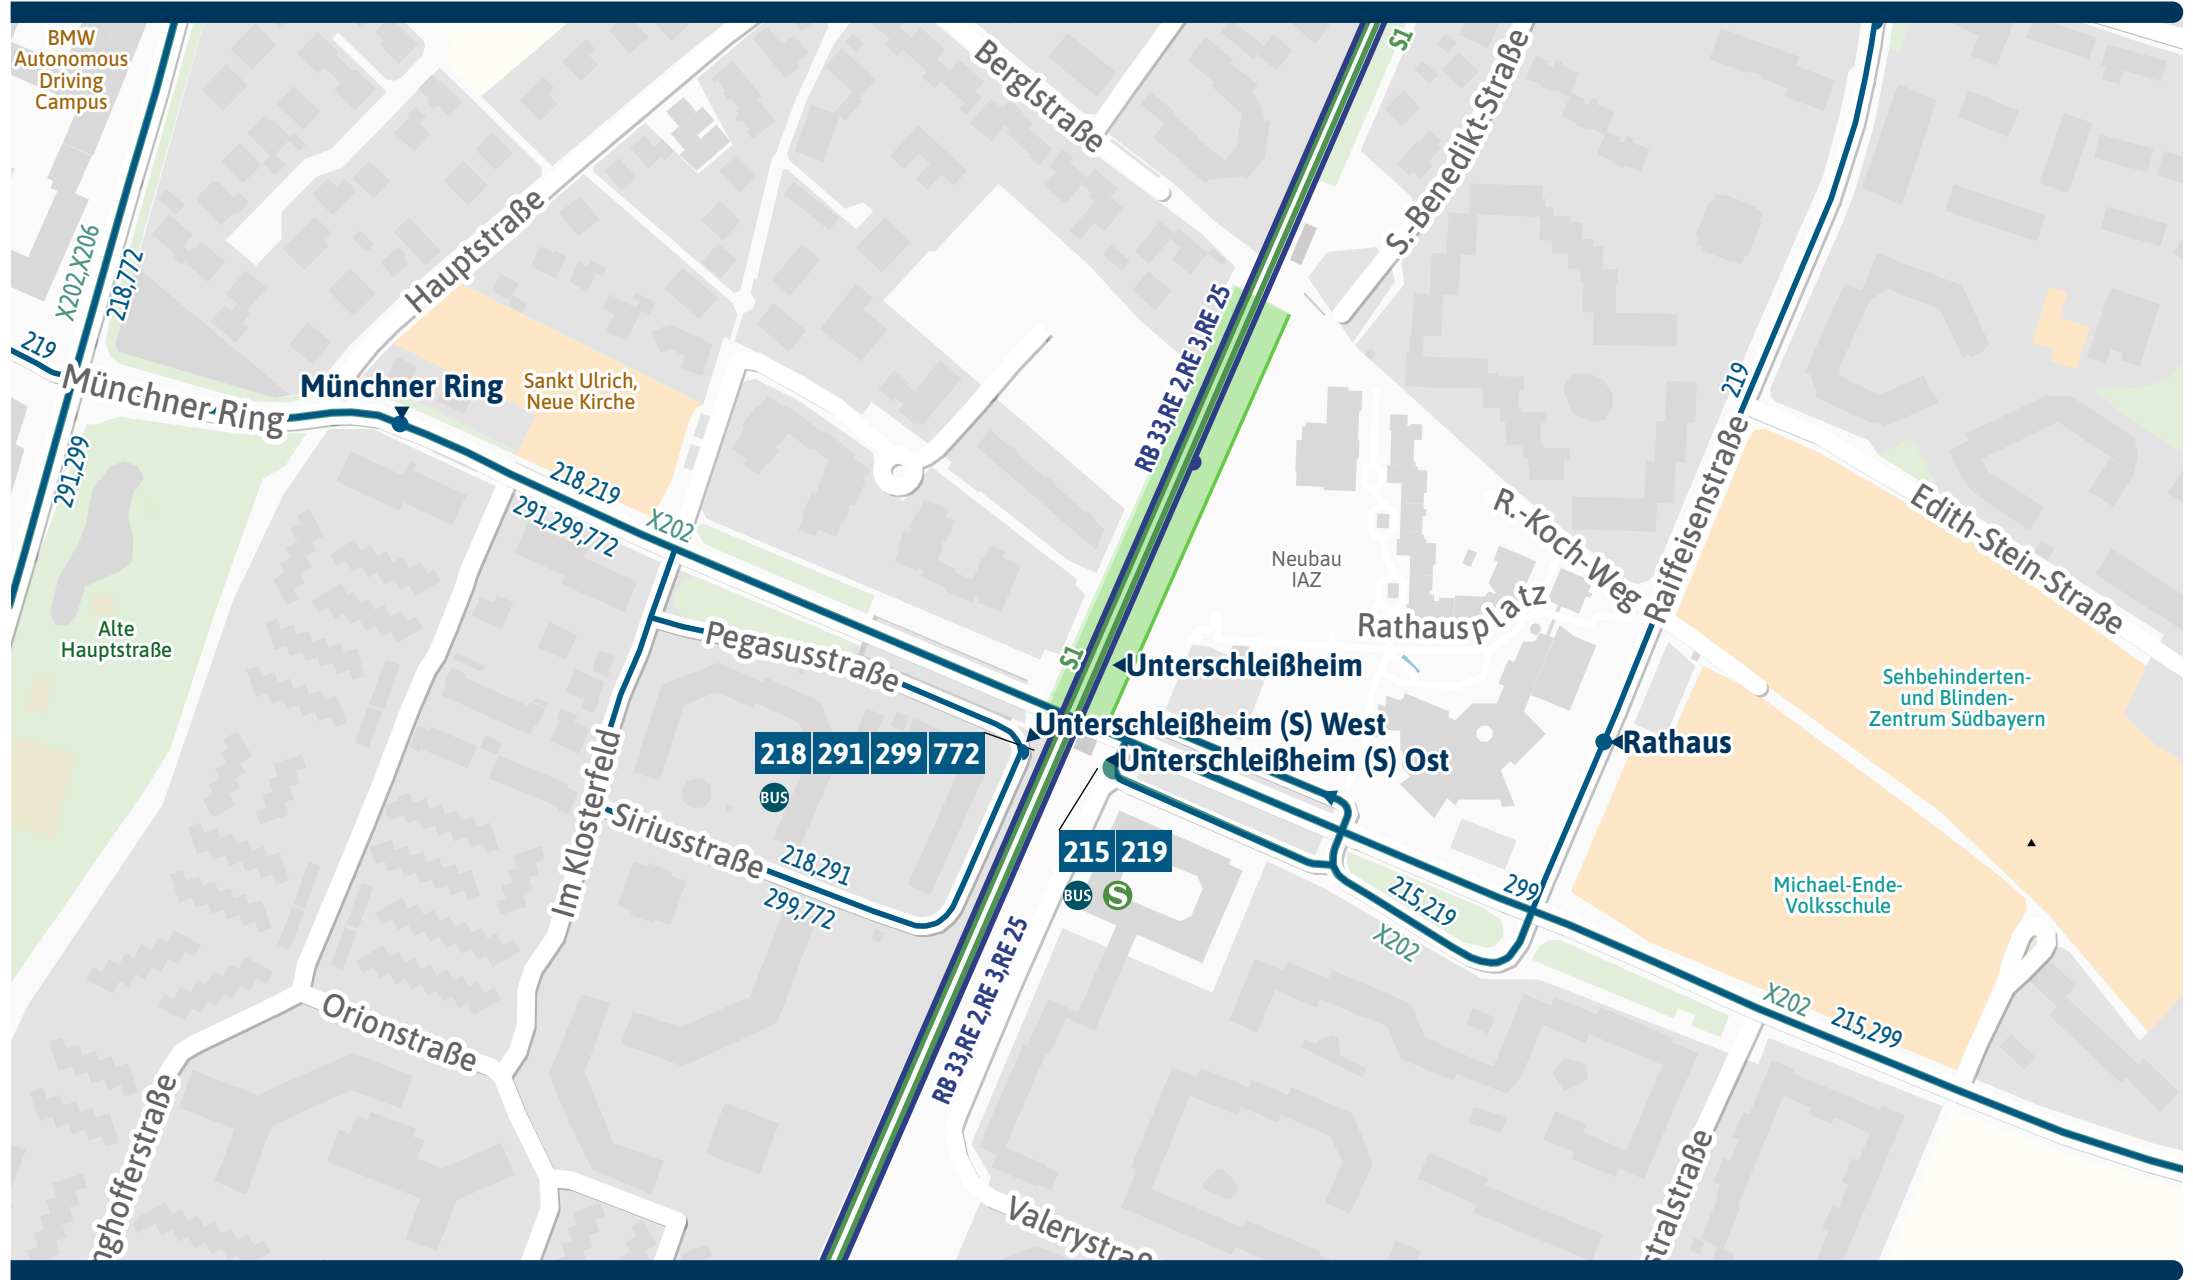 BMW
Autonomous
Driving
Campus
Berglstraße
S1
S.-Benedikt-Straße
Hauptstraße
X202,X206
218,772
219
Münchner Ring
Münchner Ring
Sankt Ulrich,
Neue Kirche
RB 33,RE 2,RE 3,RE 25
219
291,299
218,219
291,299,772
X202
R.-Koch-Weg
Raiffeisenstraße
Edith-Stein-Straße
Neubau
IAZ
Rathausplatz
Alte
Hauptstraße
Pegasusstraße
S1
Unterschleißheim
Sehbehinderten-
und Blinden-
Zentrum Südbayern
Unterschleißheim (S) West
218 291 299 772
BUS
Unterschleißheim (S) Ost
Rathaus
Im Klosterfeld
Siriusstraße
218,291
299,772
215 219
BUS S
215,219
X202
299
Michael-Ende-
Volksschule
RB 33,RE 2,RE 3,RE 25
X202
215,299
Orionstraße
nghofferstraße
Valerystraß
stralstraße